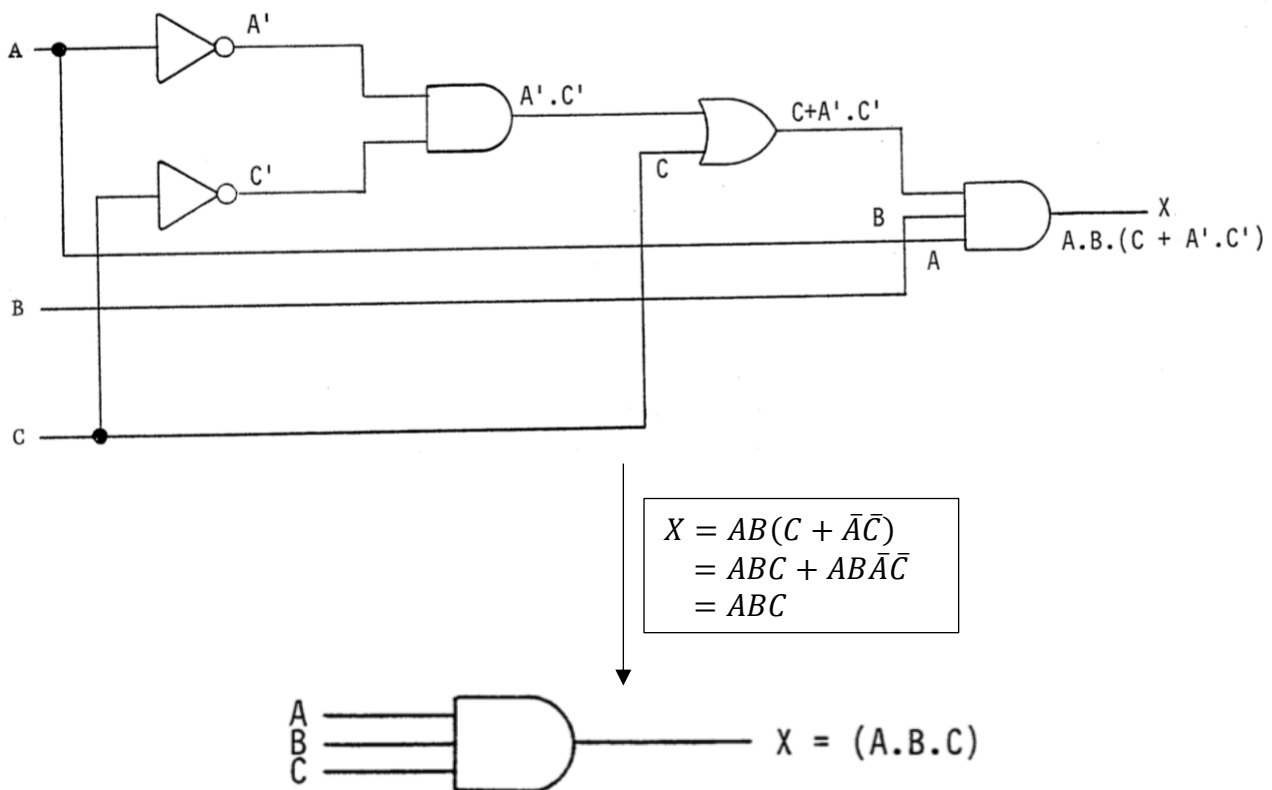 A'
A
A'.C'
C+A'.C'
C
C'
B
X
A.B.(C + A'.C')
A
B
C
X = AB(C + ĀC̄)
= ABC + ABĀC̄
= ABC
A
B
C
X = (A.B.C)